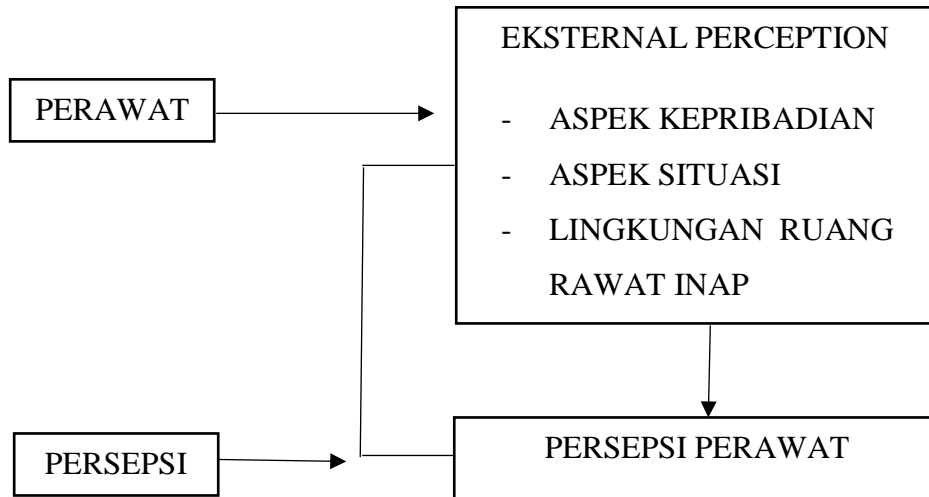 EKSTERNAL PERCEPTION
PERAWAT
- ASPEK KEPRIBADIAN
- ASPEK SITUASI
- LINGKUNGAN RUANG
RAWAT INAP
PERSEPSI
PERSEPSI PERAWAT